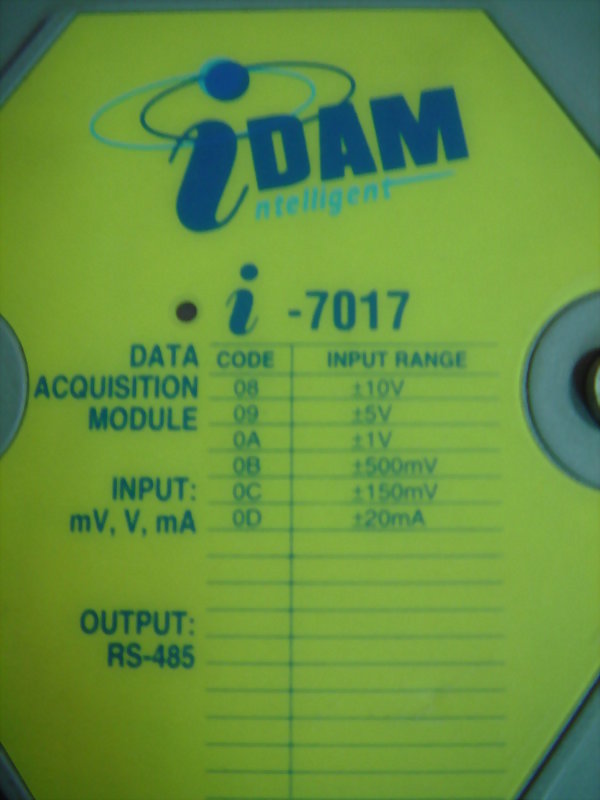 iDAM
intelligent
i-7017
DATA ACQUISITION MODULE
CODE INPUT RANGE
08 ±10V
09 ±5V
0A ±1V
0B ±500mV
0C ±150mV
0D ±20mA
INPUT:
mV, V, mA
OUTPUT:
RS-485